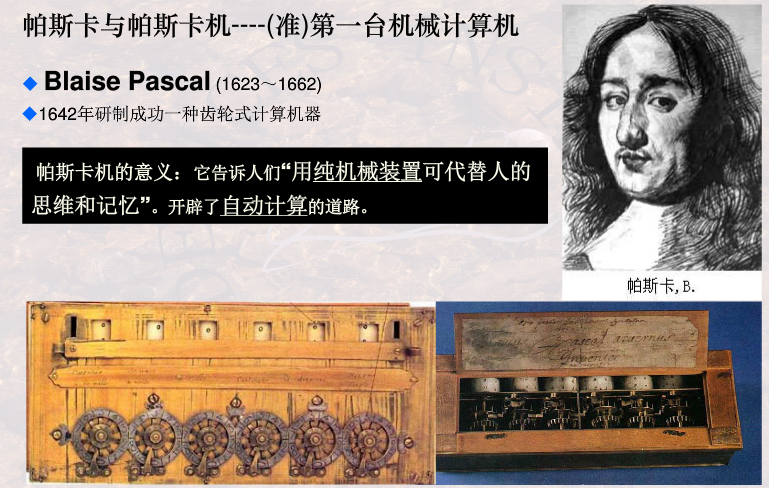 帕斯卡与帕斯卡机----(准)第一台机械计算机
Blaise Pascal (1623～1662)
1642年研制成功一种齿轮式计算机器
帕斯卡机的意义：它告诉人们“用纯机械装置可代替人的
思维和记忆”。开辟了自动计算的道路。
帕斯卡,B.